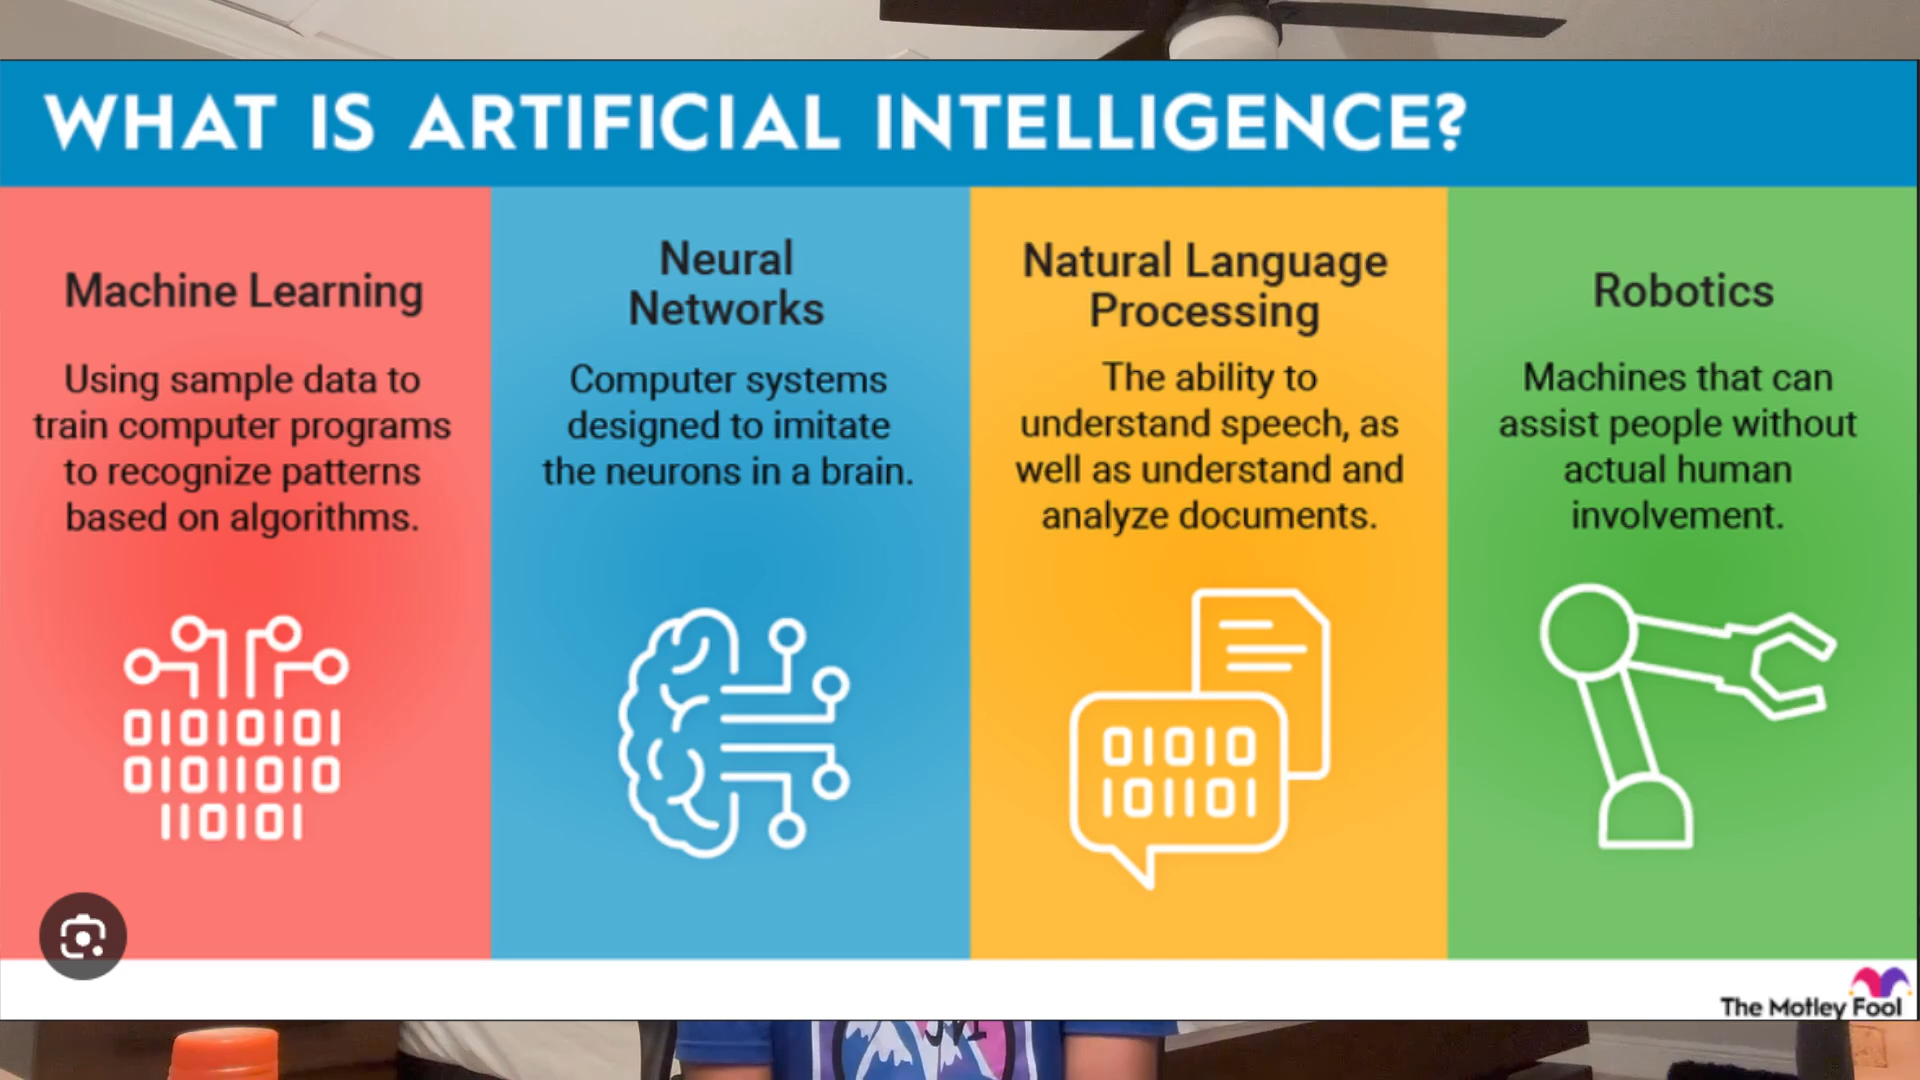 WHAT IS ARTIFICIAL INTELLIGENCE?
Machine Learning
Using sample data to
train computer programs
to recognize patterns
based on algorithms.
01010101
01011010
110101
Neural
Networks
Computer systems
designed to imitate
the neurons in a brain.
Natural Language
Processing
The ability to
understand speech, as
well as understand and
analyze documents.
01010
101101
Robotics
Machines that can
assist people without
actual human
involvement.
The Motley Fool